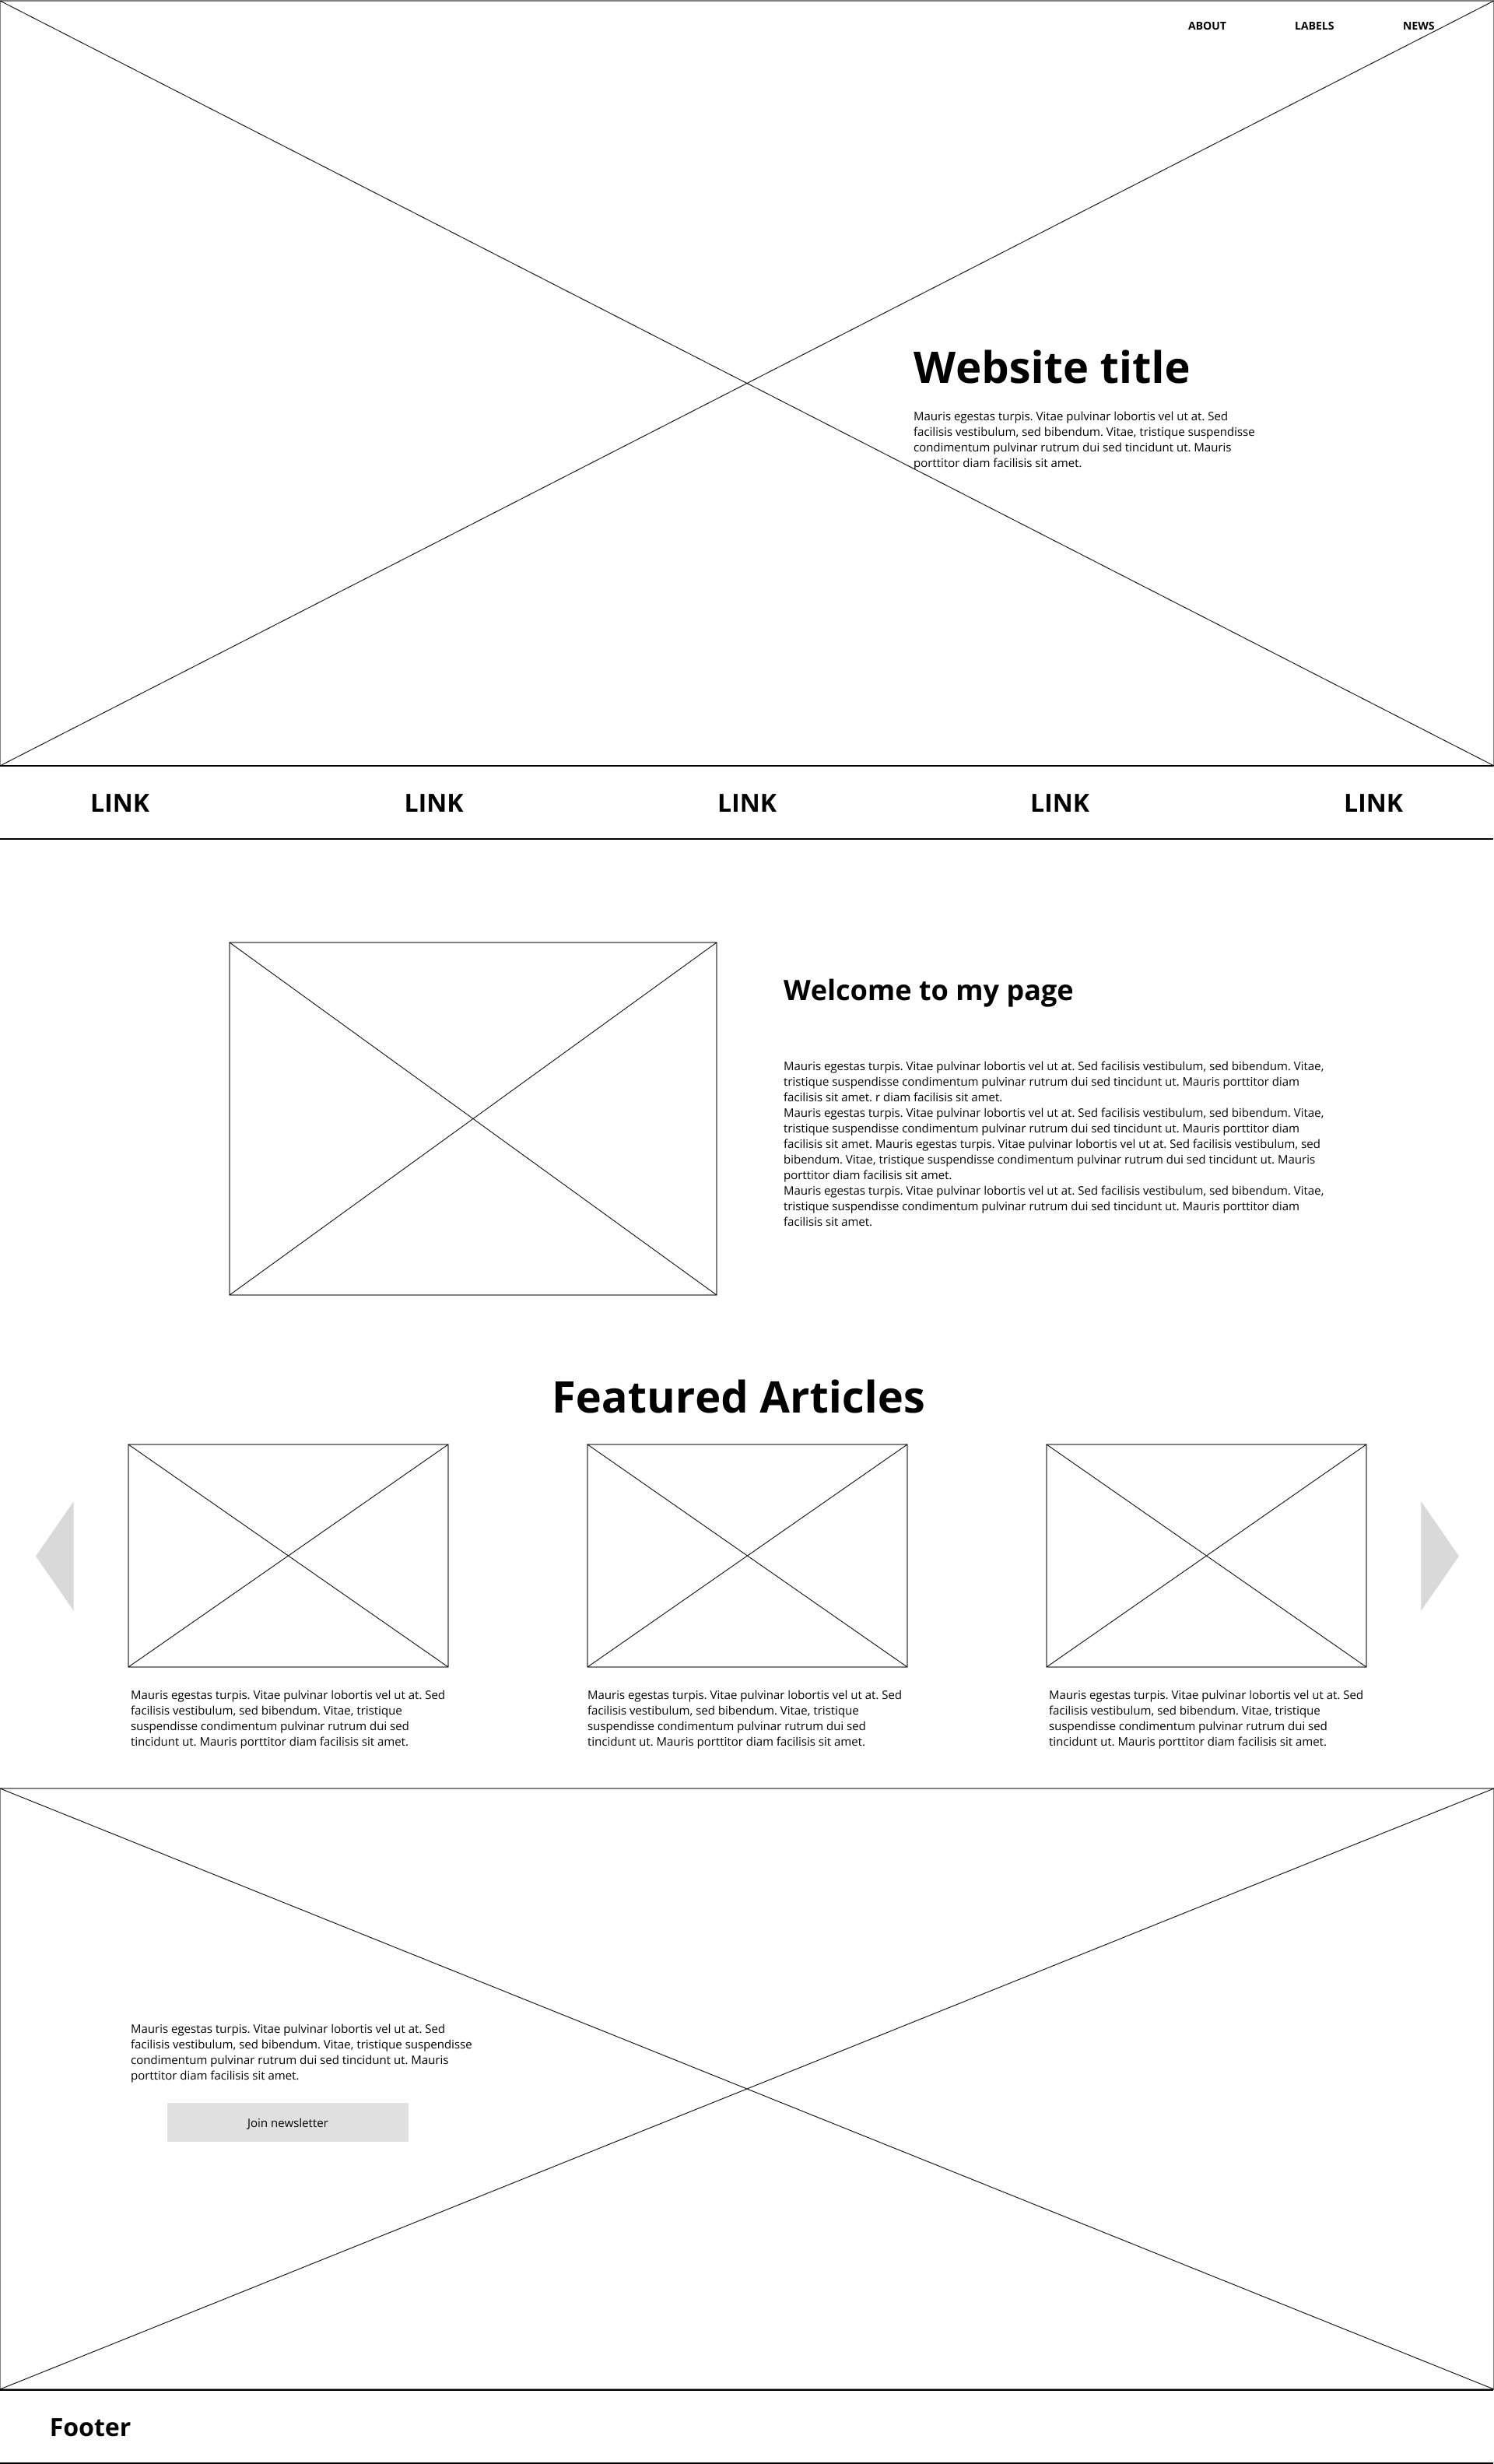 ABOUT LABELS NEWS
Website title
Mauris egestas turpis. Vitae pulvinar lobortis vel ut at. Sed
facilisis vestibulum, sed bibendum. Vitae, tristique suspendisse
condimentum pulvinar rutrum dui sed tincidunt ut. Mauris
porttitor diam facilisis sit amet.
LINK LINK LINK LINK LINK
Welcome to my page
Mauris egestas turpis. Vitae pulvinar lobortis vel ut at. Sed facilisis vestibulum, sed bibendum. Vitae,
tristique suspendisse condimentum pulvinar rutrum dui sed tincidunt ut. Mauris porttitor diam
facilisis sit amet. r diam facilisis sit amet.
Mauris egestas turpis. Vitae pulvinar lobortis vel ut at. Sed facilisis vestibulum, sed bibendum. Vitae,
tristique suspendisse condimentum pulvinar rutrum dui sed tincidunt ut. Mauris porttitor diam
facilisis sit amet. Mauris egestas turpis. Vitae pulvinar lobortis vel ut at. Sed facilisis vestibulum, sed
bibendum. Vitae, tristique suspendisse condimentum pulvinar rutrum dui sed tincidunt ut. Mauris
porttitor diam facilisis sit amet.
Mauris egestas turpis. Vitae pulvinar lobortis vel ut at. Sed facilisis vestibulum, sed bibendum. Vitae,
tristique suspendisse condimentum pulvinar rutrum dui sed tincidunt ut. Mauris porttitor diam
facilisis sit amet.
Featured Articles
Mauris egestas turpis. Vitae pulvinar lobortis vel ut at. Sed
facilisis vestibulum, sed bibendum. Vitae, tristique
suspendisse condimentum pulvinar rutrum dui sed
tincidunt ut. Mauris porttitor diam facilisis sit amet.
Mauris egestas turpis. Vitae pulvinar lobortis vel ut at. Sed
facilisis vestibulum, sed bibendum. Vitae, tristique
suspendisse condimentum pulvinar rutrum dui sed
tincidunt ut. Mauris porttitor diam facilisis sit amet.
Mauris egestas turpis. Vitae pulvinar lobortis vel ut at. Sed
facilisis vestibulum, sed bibendum. Vitae, tristique
suspendisse condimentum pulvinar rutrum dui sed
tincidunt ut. Mauris porttitor diam facilisis sit amet.
Mauris egestas turpis. Vitae pulvinar lobortis vel ut at. Sed
facilisis vestibulum, sed bibendum. Vitae, tristique suspendisse
condimentum pulvinar rutrum dui sed tincidunt ut. Mauris
porttitor diam facilisis sit amet.
Join newsletter
Footer